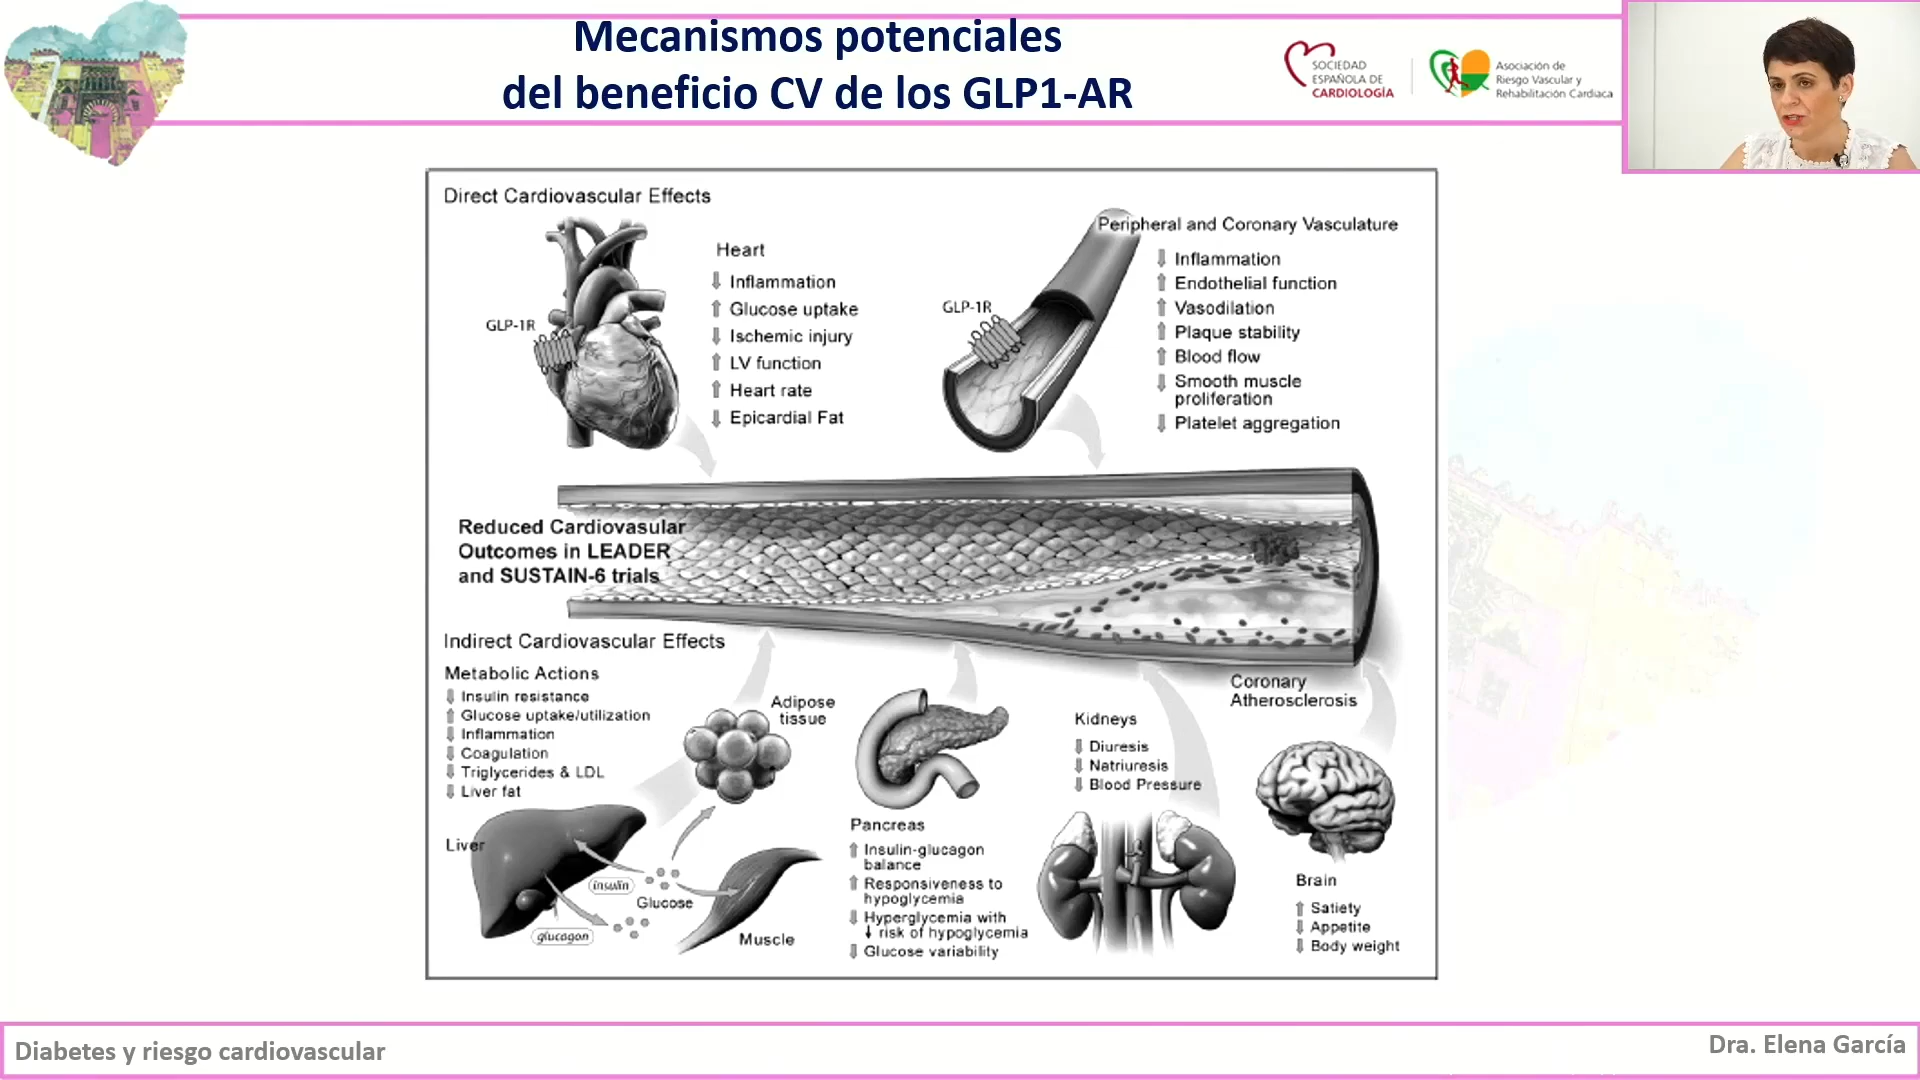 Mecanismos potenciales
del beneficio CV de los GLP1-AR
SOCIEDAD
ESPAÑOLA DE
CARDIOLOGÍA
Asociación de
Riesgo Vascular y
Rehabilitación Cardiaca
Direct Cardiovascular Effects
GLP-1R
Heart
⇓ Inflammation
⇑ Glucose uptake
⇓ Ischemic injury
⇑ LV function
⇑ Heart rate
⇓ Epicardial Fat
GLP-1R
Peripheral and Coronary Vasculature
⇓ Inflammation
⇑ Endothelial function
⇑ Vasodilation
⇑ Plaque stability
⇑ Blood flow
⇓ Smooth muscle
proliferation
⇓ Platelet aggregation
Reduced Cardiovasular
Outcomes in LEADER
and SUSTAIN-6 trials
Coronary
Atherosclerosis
Indirect Cardiovascular Effects
Metabolic Actions
⇓ Insulin resistance
⇑ Glucose uptake/utilization
⇓ Inflammation
⇓ Coagulation
⇓ Triglycerides & LDL
⇓ Liver fat
Adipose
tissue
Liver
insulin
Glucose
glucagon
Muscle
Pancreas
⇑ Insulin-glucagon
balance
⇑ Responsiveness to
hypoglycemia
⇓ Hyperglycemia with
↓ risk of hypoglycemia
⇓ Glucose variability
Kidneys
⇓ Diuresis
⇓ Natriuresis
⇓ Blood Pressure
Brain
⇑ Satiety
⇓ Appetite
⇓ Body weight
Diabetes y riesgo cardiovascular
Dra. Elena García